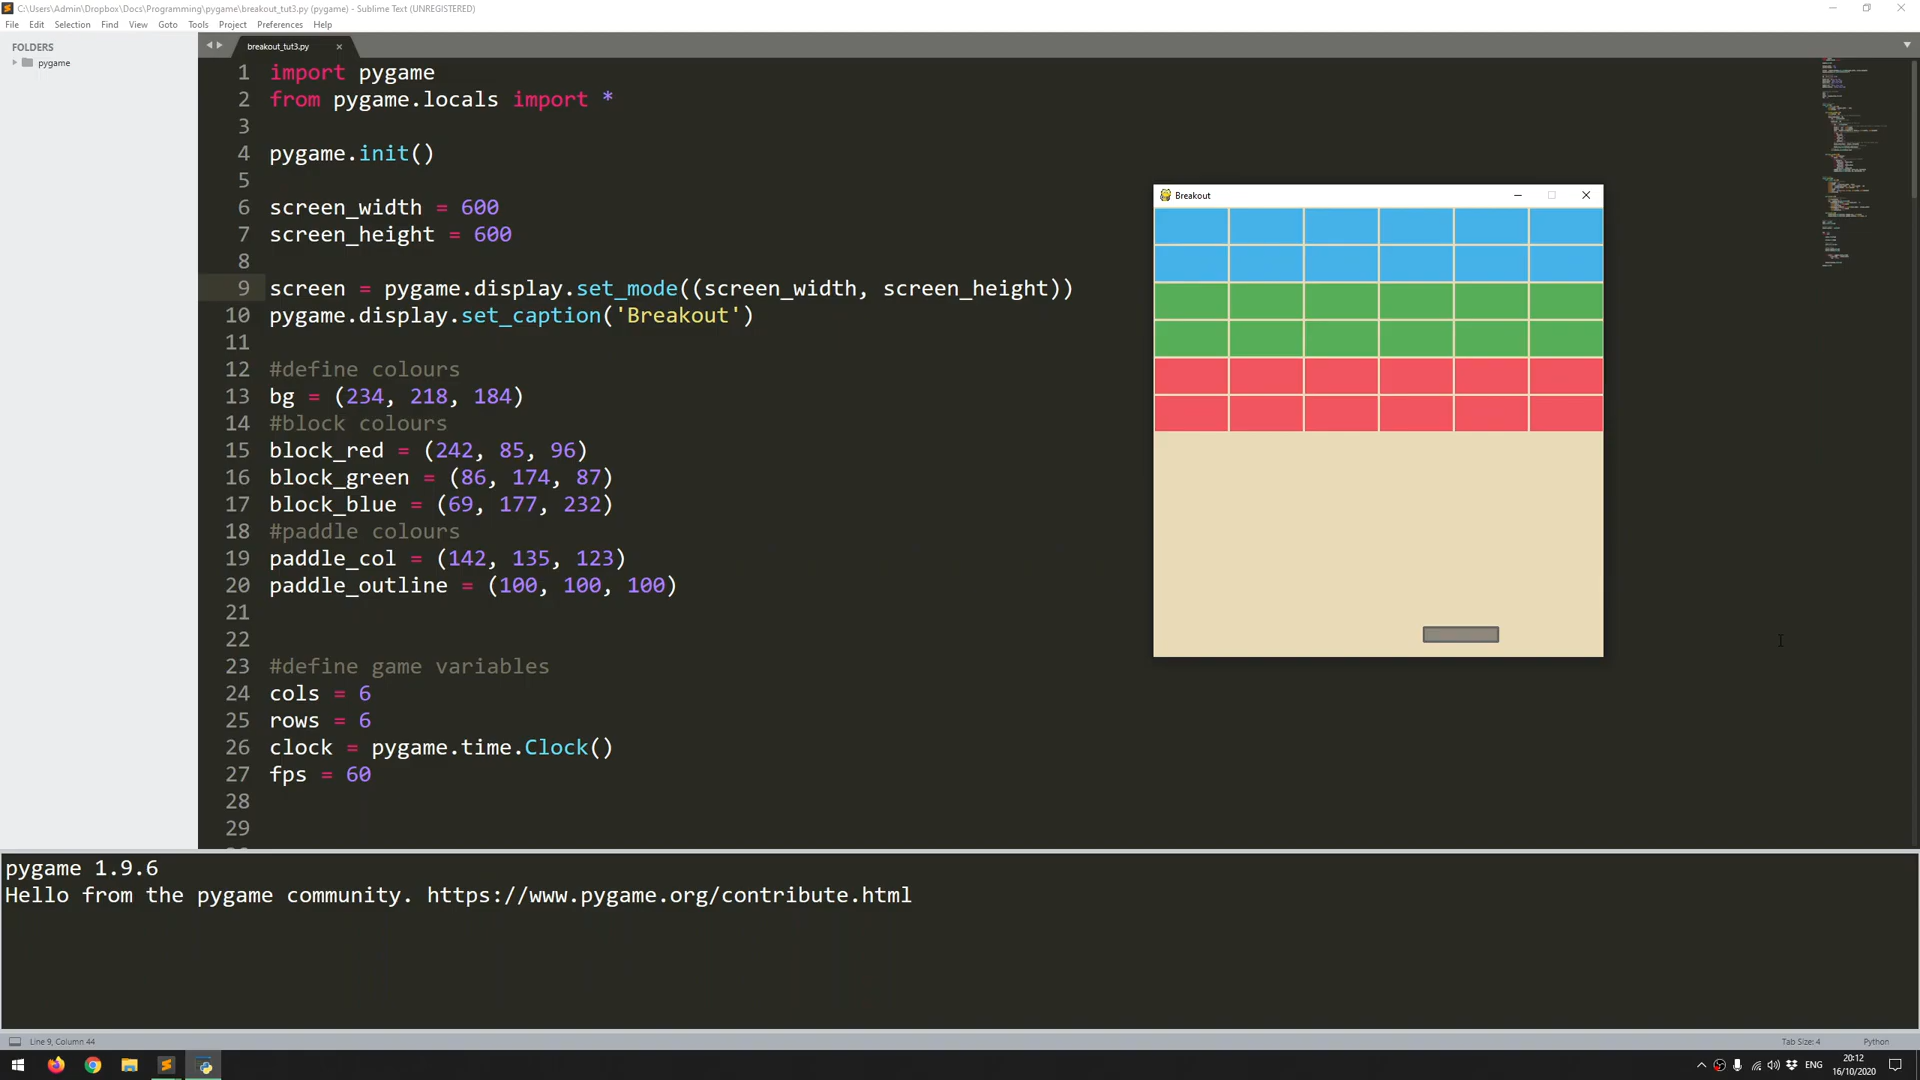 C:\Users\Admin\Dropbox\Docs\Programming\pygame\breakout_tut3.py (pygame) - Sublime Text (UNREGISTERED)
File Edit Selection Find View Goto Tools Project Preferences Help
FOLDERS
pygame
breakout_tut3.py
1 import pygame
2 from pygame.locals import *
3
4 pygame.init()
5
6 screen_width = 600
7 screen_height = 600
8
9 screen = pygame.display.set_mode((screen_width, screen_height))
10 pygame.display.set_caption('Breakout')
11
12 #define colours
13 bg = (234, 218, 184)
14 #block colours
15 block_red = (242, 85, 96)
16 block_green = (86, 174, 87)
17 block_blue = (69, 177, 232)
18 #paddle colours
19 paddle_col = (142, 135, 123)
20 paddle_outline = (100, 100, 100)
21
22
23 #define game variables
24 cols = 6
25 rows = 6
26 clock = pygame.time.Clock()
27 fps = 60
28
29
Breakout
pygame 1.9.6
Hello from the pygame community. https://www.pygame.org/contribute.html
Line 9, Column 44
Tab Size: 4
Python
ENG
20:12
16/10/2020